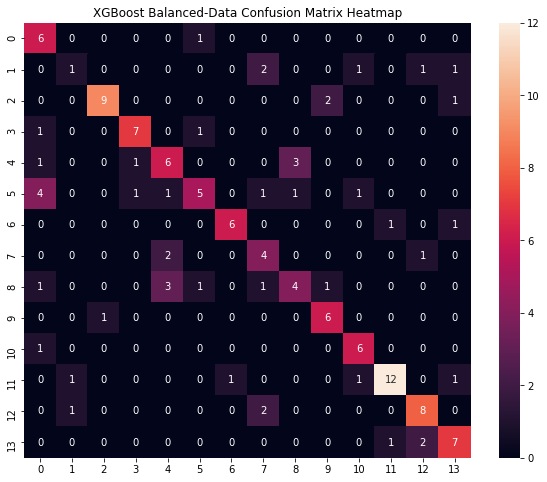 XGBoost Balanced-Data Confusion Matrix Heatmap
0 6 0 0 0 0 1 0 0 0 0 0 0 0 0
1 0 1 0 0 0 0 0 2 0 0 1 0 1 1
2 0 0 9 0 0 0 0 0 0 2 0 0 0 1
3 1 0 0 7 0 1 0 0 0 0 0 0 0 0
4 1 0 0 1 6 0 0 0 3 0 0 0 0 0
5 4 0 0 1 1 5 0 1 1 0 1 0 0 0
6 0 0 0 0 0 0 6 0 0 0 0 1 0 1
7 0 0 0 0 2 0 0 4 0 0 0 0 1 0
8 1 0 0 0 3 1 0 1 4 1 0 0 0 0
9 0 0 1 0 0 0 0 0 0 6 0 0 0 0
10 1 0 0 0 0 0 0 0 0 0 6 0 0 0
11 0 1 0 0 0 0 1 0 0 0 1 12 0 1
12 0 1 0 0 0 0 0 2 0 0 0 0 8 0
13 0 0 0 0 0 0 0 0 0 0 0 1 2 7
0 1 2 3 4 5 6 7 8 9 10 11 12 13
12
10
8
6
4
2
0